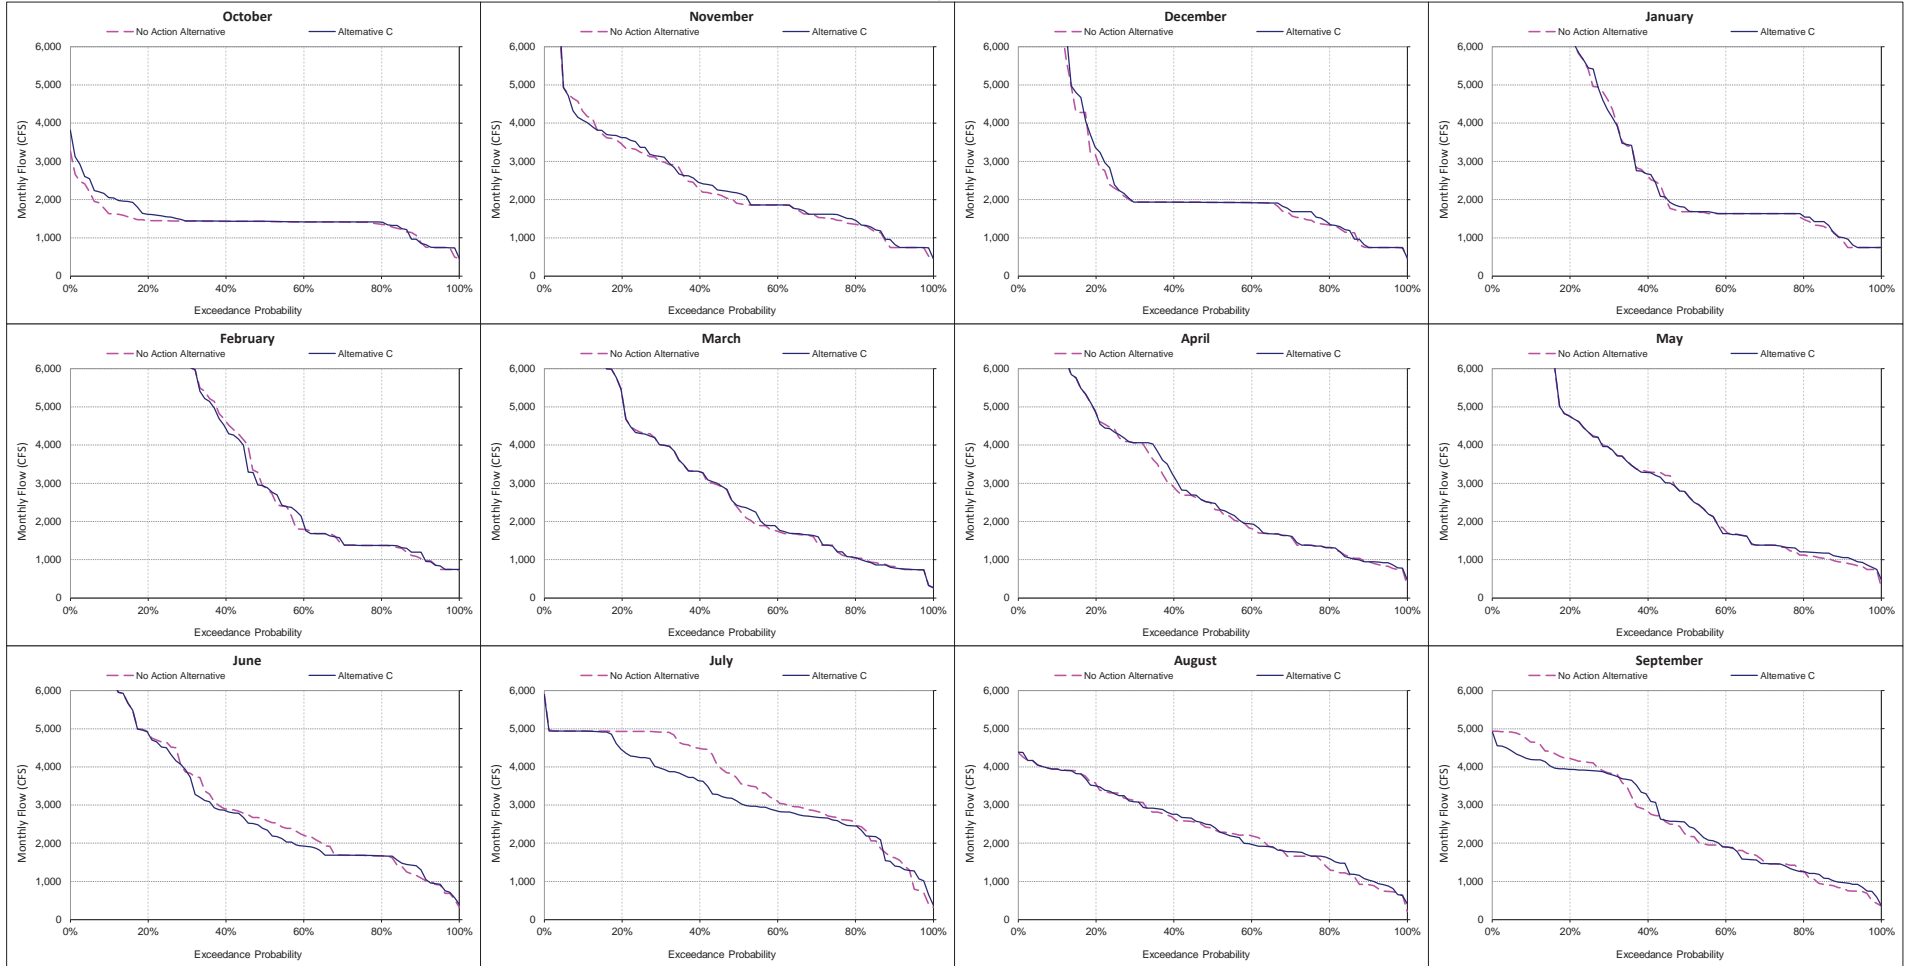 October
No Action Alternative Alternative C
Monthly Flow (CFS)
6,000
5,000
4,000
3,000
2,000
1,000
0
0% 20% 40% 60% 80% 100%
Exceedance Probability
November
No Action Alternative Alternative C
Monthly Flow (CFS)
6,000
5,000
4,000
3,000
2,000
1,000
0
0% 20% 40% 60% 80% 100%
Exceedance Probability
December
No Action Alternative Alternative C
Monthly Flow (CFS)
6,000
5,000
4,000
3,000
2,000
1,000
0
0% 20% 40% 60% 80% 100%
Exceedance Probability
January
No Action Alternative Alternative C
Monthly Flow (CFS)
6,000
5,000
4,000
3,000
2,000
1,000
0
0% 20% 40% 60% 80% 100%
Exceedance Probability
February
No Action Alternative Alternative C
Monthly Flow (CFS)
6,000
5,000
4,000
3,000
2,000
1,000
0
0% 20% 40% 60% 80% 100%
Exceedance Probability
March
No Action Alternative Alternative C
Monthly Flow (CFS)
6,000
5,000
4,000
3,000
2,000
1,000
0
0% 20% 40% 60% 80% 100%
Exceedance Probability
April
No Action Alternative Alternative C
Monthly Flow (CFS)
6,000
5,000
4,000
3,000
2,000
1,000
0
0% 20% 40% 60% 80% 100%
Exceedance Probability
May
No Action Alternative Alternative C
Monthly Flow (CFS)
6,000
5,000
4,000
3,000
2,000
1,000
0
0% 20% 40% 60% 80% 100%
Exceedance Probability
June
No Action Alternative Alternative C
Monthly Flow (CFS)
6,000
5,000
4,000
3,000
2,000
1,000
0
0% 20% 40% 60% 80% 100%
Exceedance Probability
July
No Action Alternative Alternative C
Monthly Flow (CFS)
6,000
5,000
4,000
3,000
2,000
1,000
0
0% 20% 40% 60% 80% 100%
Exceedance Probability
August
No Action Alternative Alternative C
Monthly Flow (CFS)
6,000
5,000
4,000
3,000
2,000
1,000
0
0% 20% 40% 60% 80% 100%
Exceedance Probability
September
No Action Alternative Alternative C
Monthly Flow (CFS)
6,000
5,000
4,000
3,000
2,000
1,000
0
0% 20% 40% 60% 80% 100%
Exceedance Probability